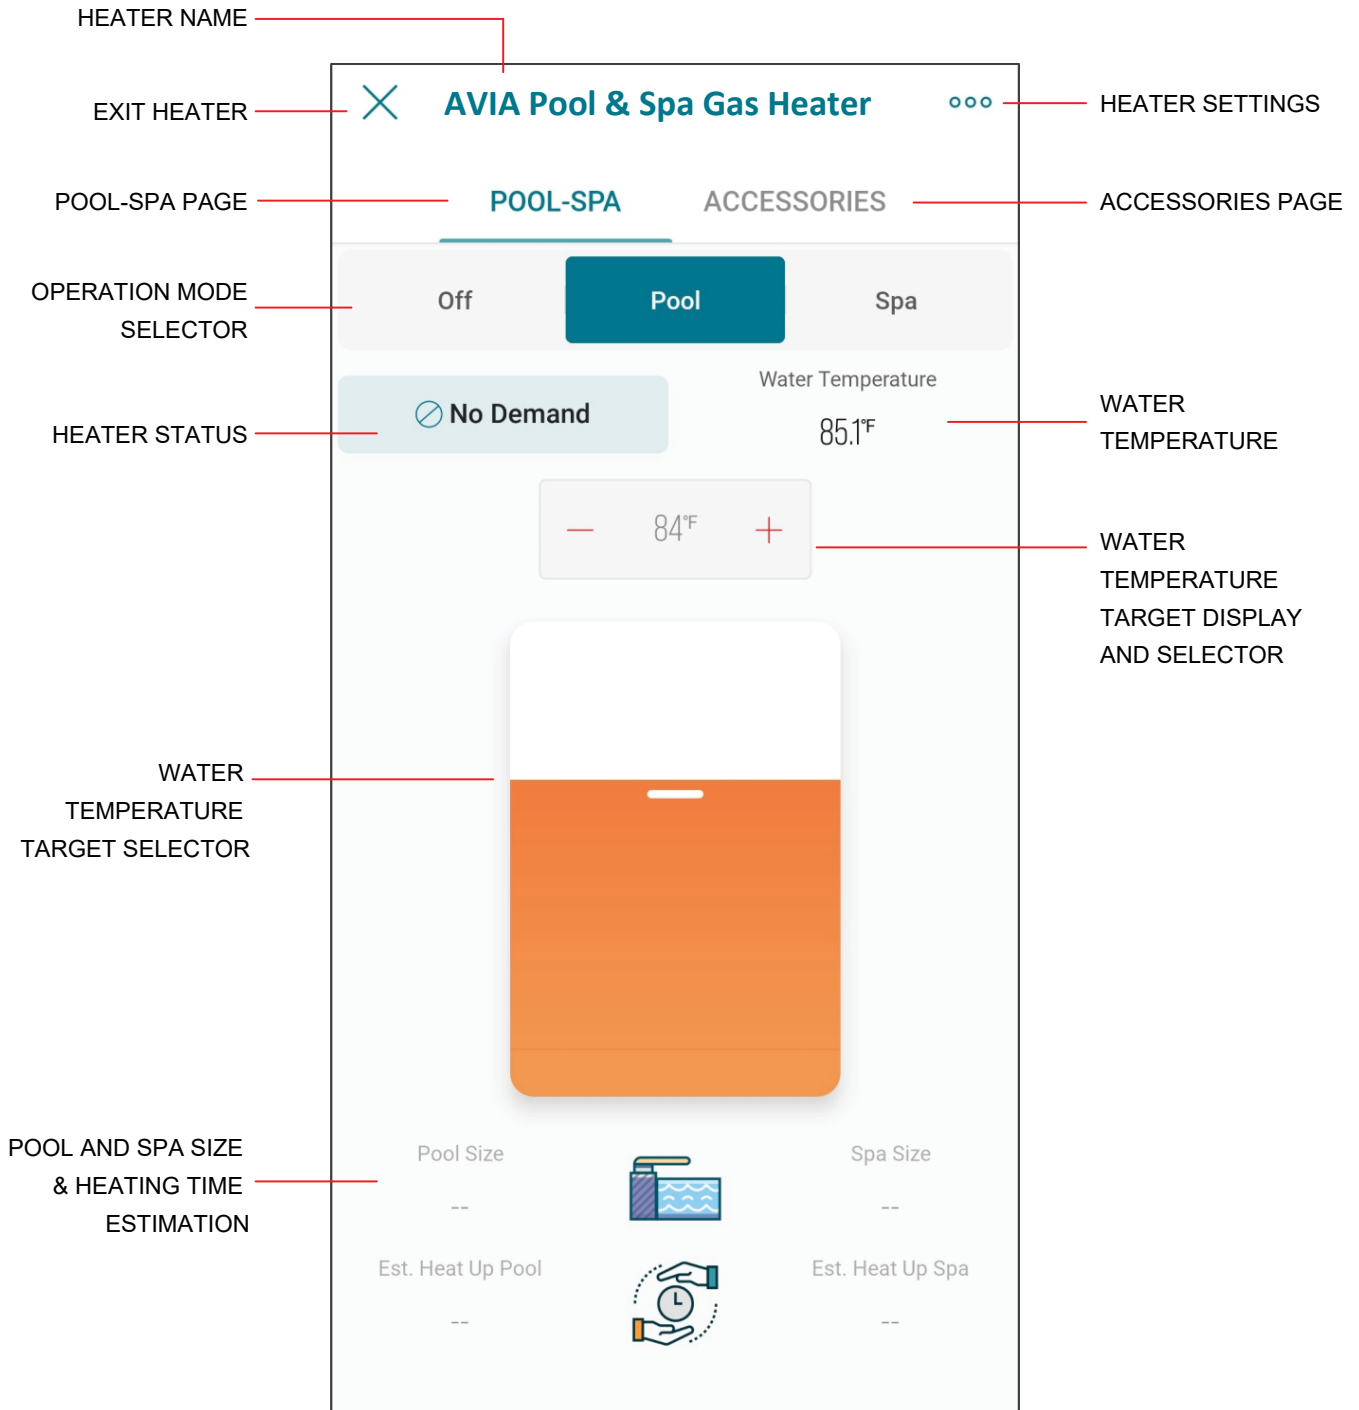 HEATER NAME
EXIT HEATER
AVIA Pool & Spa Gas Heater
HEATER SETTINGS
POOL-SPA PAGE
POOL-SPA
ACCESSORIES
ACCESSORIES PAGE
OPERATION MODE
SELECTOR
Off
Pool
Spa
HEATER STATUS
No Demand
Water Temperature
85.1°F
WATER
TEMPERATURE
— 84°F +
WATER
TEMPERATURE
TARGET DISPLAY
AND SELECTOR
WATER
TEMPERATURE
TARGET SELECTOR
POOL AND SPA SIZE
& HEATING TIME
ESTIMATION
Pool Size
--
Spa Size
--
Est. Heat Up Pool
--
Est. Heat Up Spa
--